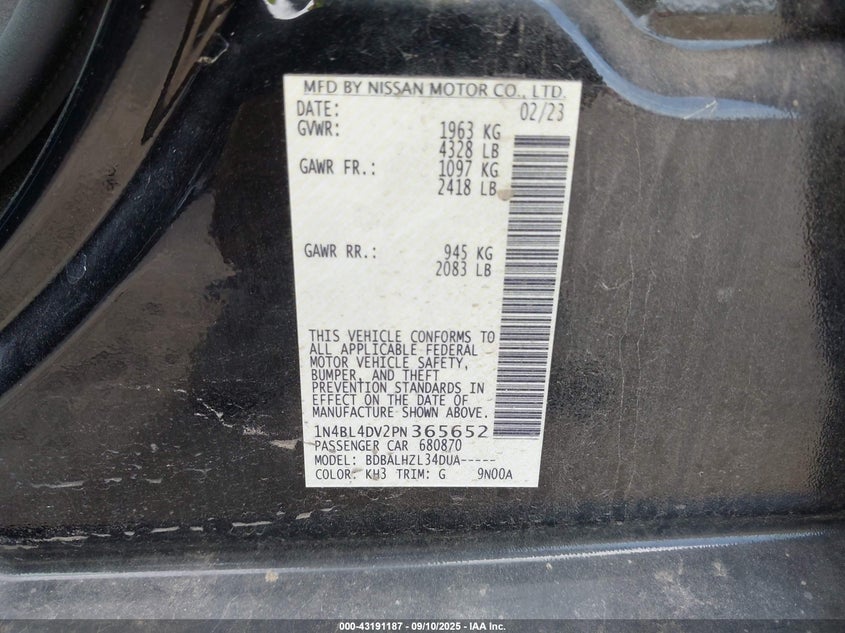 MFD BY NISSAN MOTOR CO., LTD.
DATE: 02/23
GVWR: 1963 KG
4328 LB
GAWR FR.: 1097 KG
2418 LB
GAWR RR.: 945 KG
2083 LB
THIS VEHICLE CONFORMS TO
ALL APPLICABLE FEDERAL
MOTOR VEHICLE SAFETY,
BUMPER, AND THEFT
PREVENTION STANDARDS IN
EFFECT ON THE DATE OF
MANUFACTURE SHOWN ABOVE.
1N4BL4DV2PN365652
PASSENGER CAR 680870
MODEL: BDBALHZL34DUA-----
COLOR: KH3 TRIM: G 9N00A
000-43191187 - 09/10/2025 - IAA Inc.